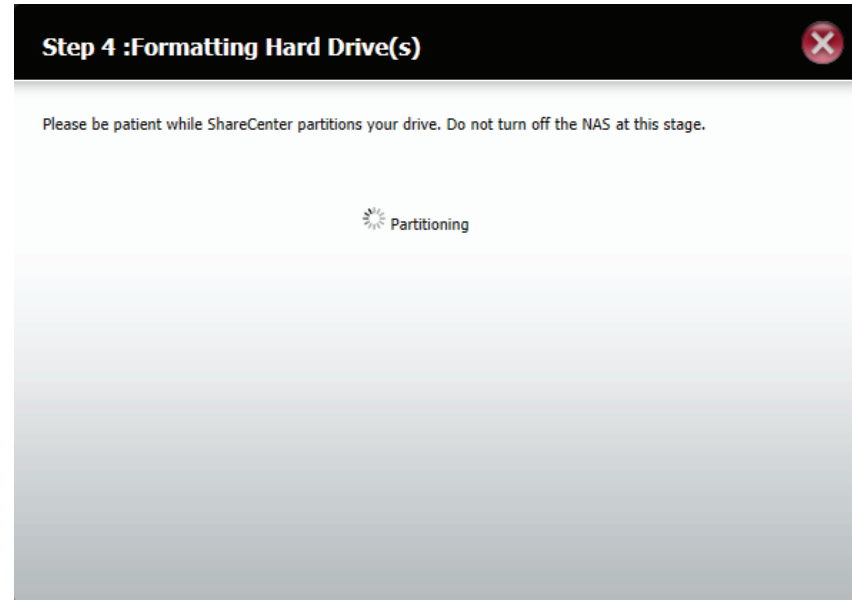 Step 4 :Formatting Hard Drive(s)
Please be patient while ShareCenter partitions your drive. Do not turn off the NAS at this stage.
Partitioning